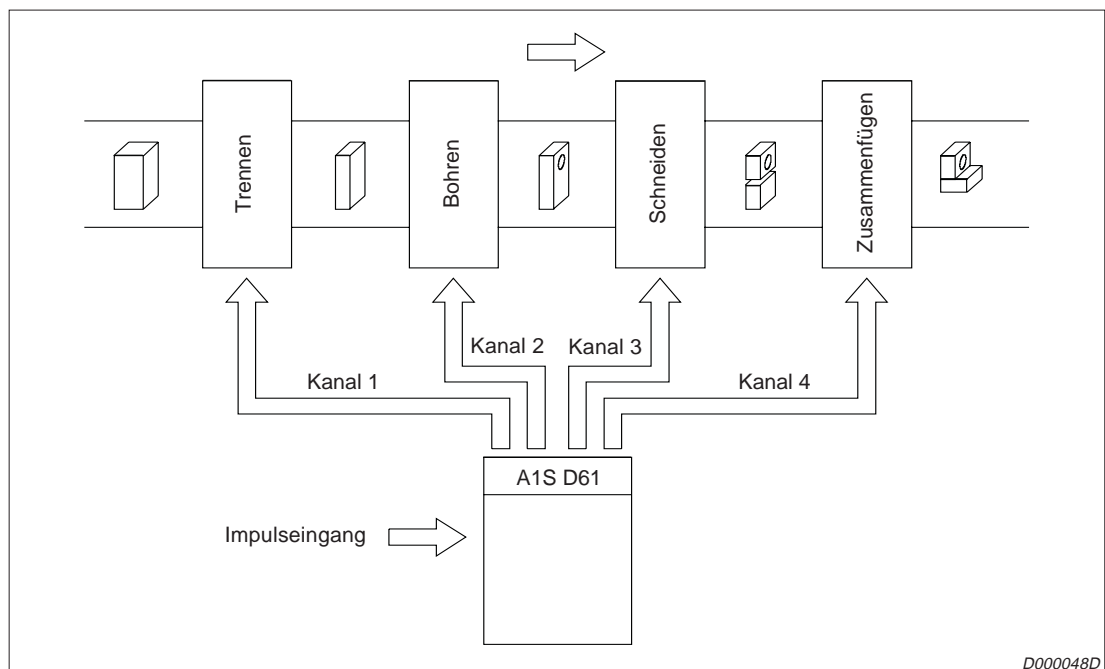 Trennen
Bohren
Schneiden
Zusammenfügen
Kanal 2
Kanal 3
Kanal 1
Kanal 4
A1S D61
Impulseingang
D000048D